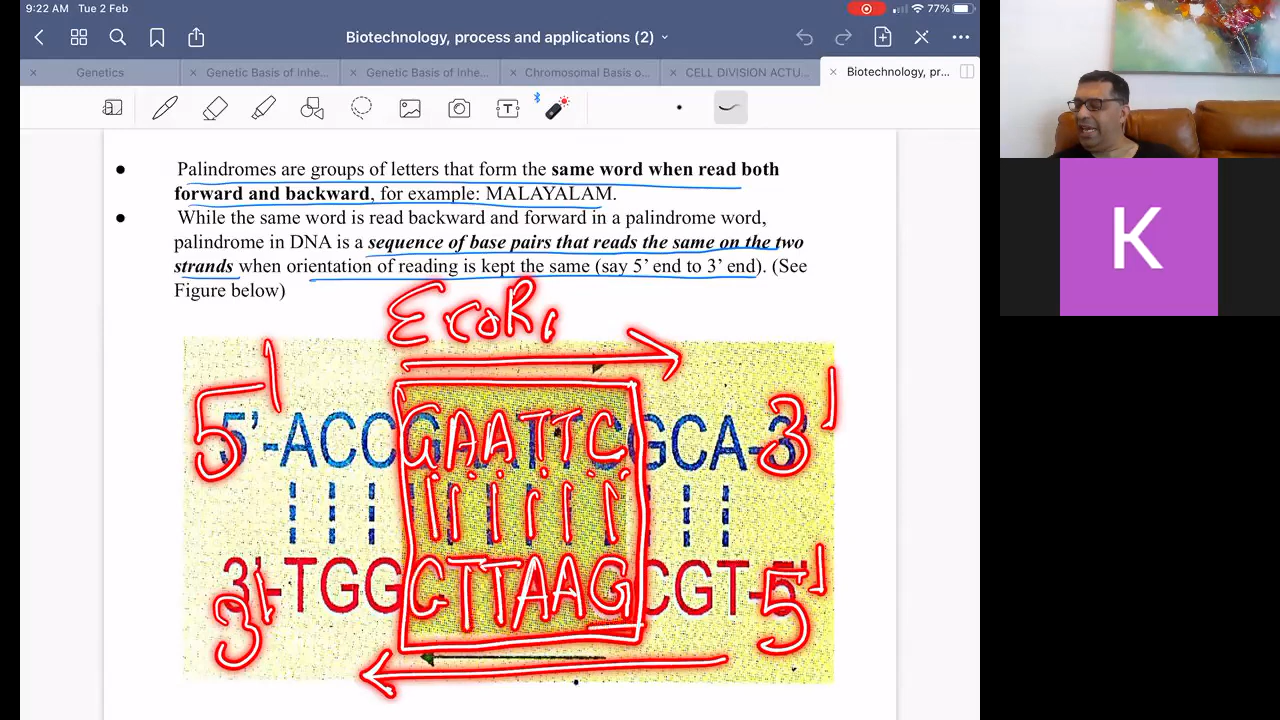 9:22 AM Tue 2 Feb
77%
Biotechnology, process and applications (2)
Genetics
Genetic Basis of Inhe...
Genetic Basis of Inhe...
Chromosomal Basis o...
CELL DIVISION ACTU...
Biotechnology, pr...
T
• Palindromes are groups of letters that form the same word when read both
forward and backward, for example: MALAYALAM.
• While the same word is read backward and forward in a palindrome word,
palindrome in DNA is a sequence of base pairs that reads the same on the two
strands when orientation of reading is kept the same (say 5' end to 3' end). (See
Figure below)
EcoR1
5' 3'
5'-ACCGAATTCGCA-3'
GAATTC
3'-TGGCTTAAGCGT-5'
CTTAAG
3' 5'
K